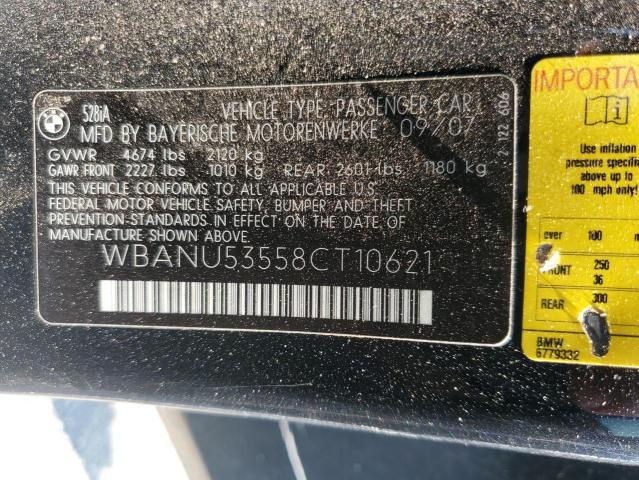 BMW
528iA
VEHICLE TYPE: PASSENGER CAR
MFD BY BAYERISCHE MOTORENWERKE 09/07
GVWR 4674 lbs 2120 kg
GAWR FRONT 2227 lbs 1010 kg REAR 2601 lbs 1180 kg
THIS VEHICLE CONFORMS TO ALL APPLICABLE U.S.
FEDERAL MOTOR VEHICLE SAFETY, BUMPER AND THEFT
PREVENTION-STANDARDS IN EFFECT ON THE DATE OF
MANUFACTURE SHOWN ABOVE.
WBANU53558CT10621
IMPORTA
Use inflation
pressure specifi
above up to
100 mph only!
over 100 m
FRONT 250
36
REAR 300
BMW
6779332